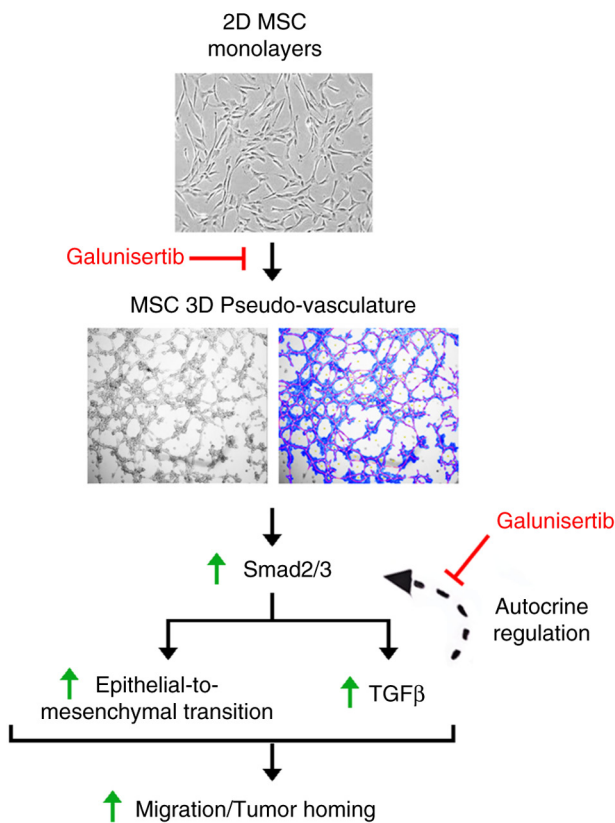 2D MSC
monolayers
Galunisertib
MSC 3D Pseudo-vasculature
Galunisertib
Smad2/3
Autocrine
regulation
Epithelial-to-
mesenchymal transition
TGFβ
Migration/Tumor homing